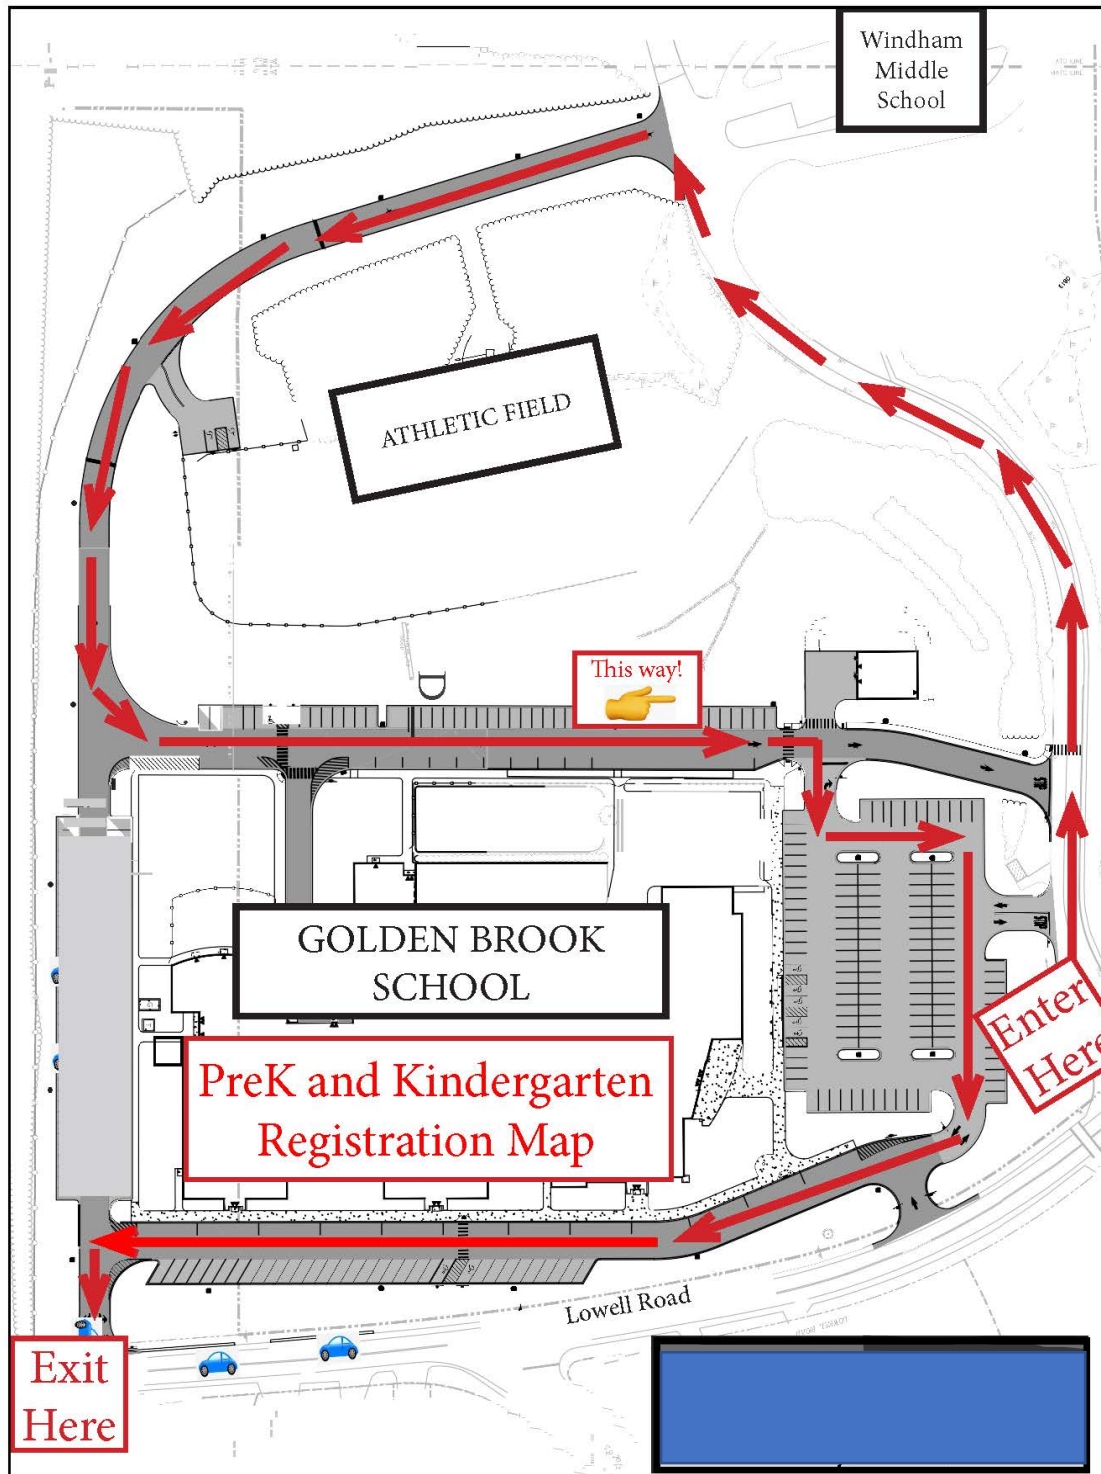 Windham
Middle
School
ATHLETIC FIELD
This way!
GOLDEN BROOK
SCHOOL
Enter
Here
PreK and Kindergarten
Registration Map
Lowell Road
Exit
Here